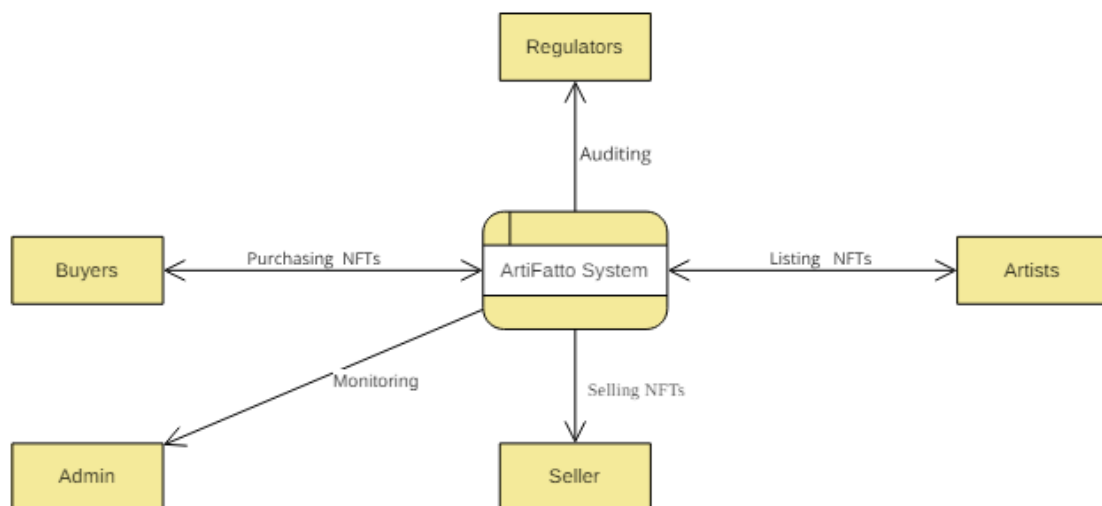 Regulators
Auditing
Buyers
Purchasing NFTs
ArtiFatto System
Listing NFTs
Artists
Monitoring
Selling NFTs
Admin
Seller